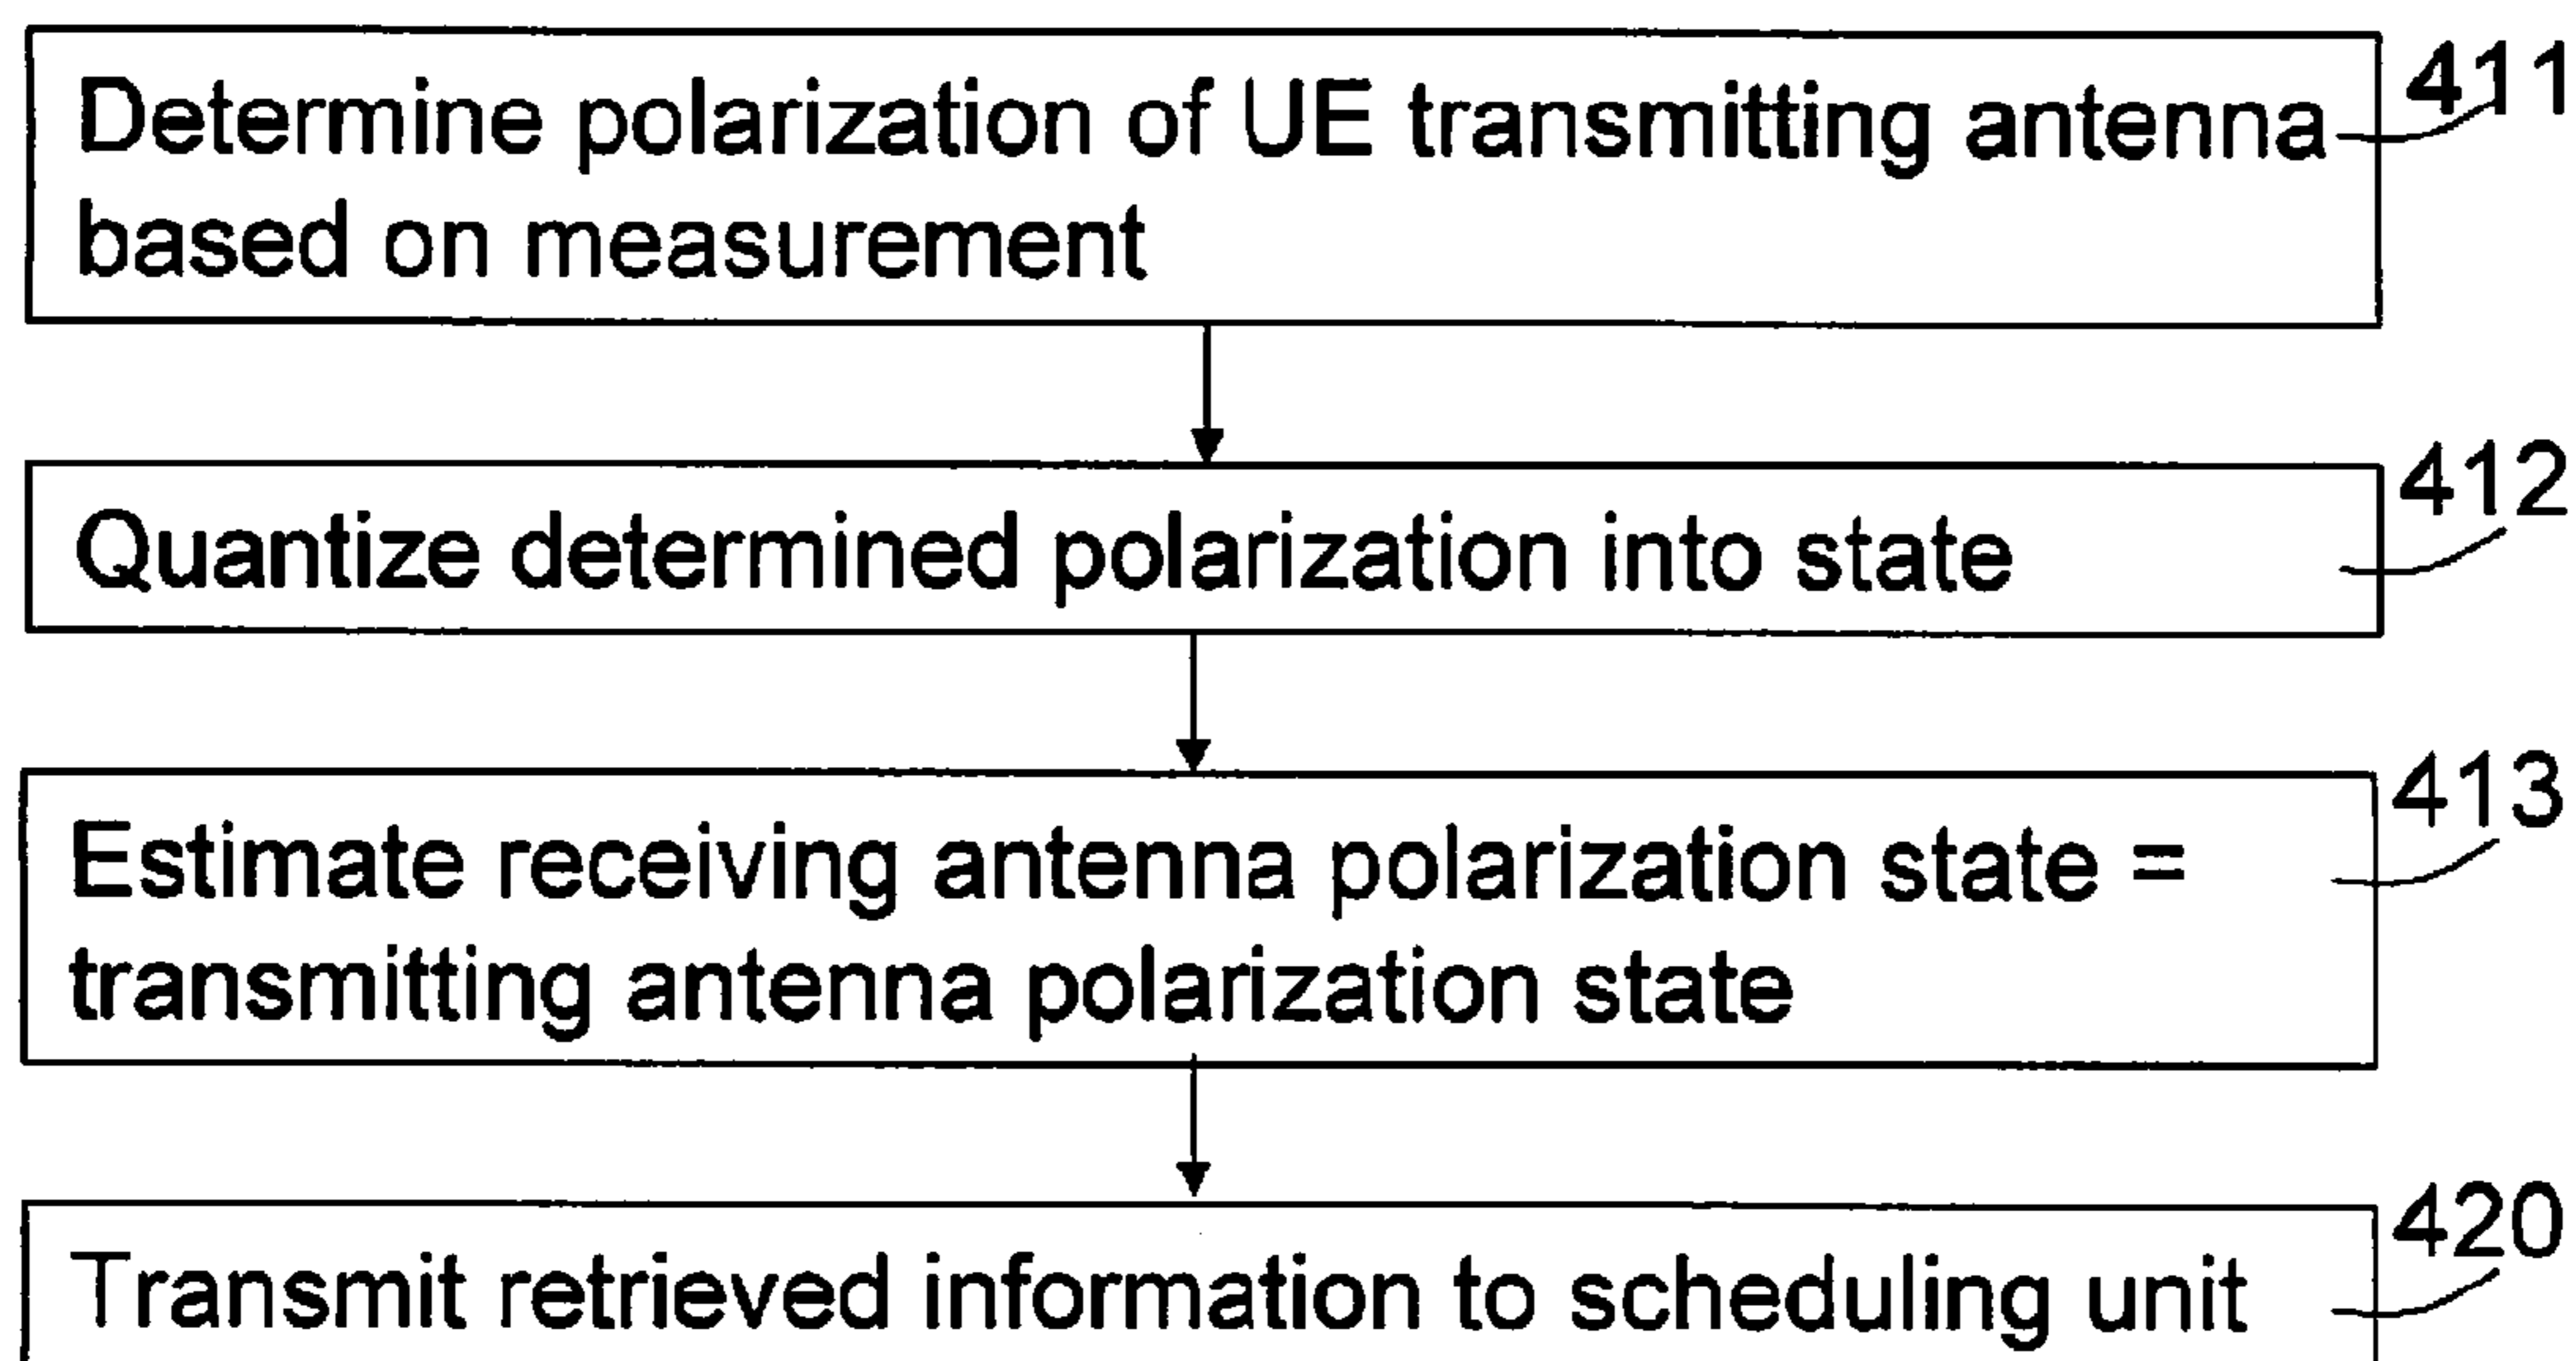 Determine polarization of UE transmitting antenna 411
based on measurement
412
Quantize determined polarization into state
413
Estimate receiving antenna polarization state =
transmitting antenna polarization state
420
Transmit retrieved information to scheduling unit